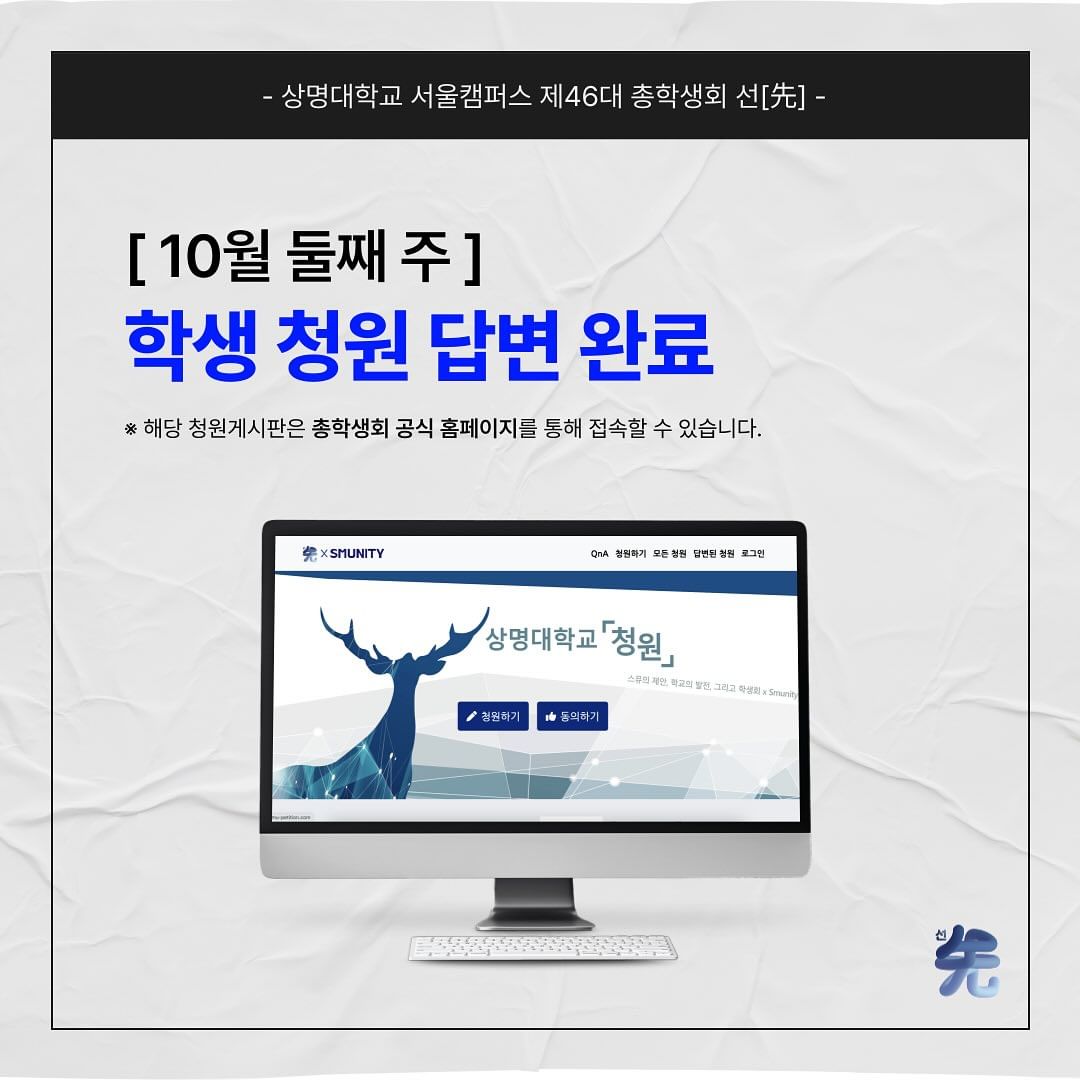 - 상명대학교 서울캠퍼스 제46대 총학생회 선[先] -
[ 10월 둘째 주 ]
학생 청원 답변 완료
※ 해당 청원게시판은 총학생회 공식 홈페이지를 통해 접속할 수 있습니다.
先 X SMUNITY
QnA 청원하기 모든 청원 답변된 청원 로그인
상명대학교 「청원」
스뮤의 제안, 학교의 발전, 그리고 학생회 x Smunity
청원하기 동의하기
선 先